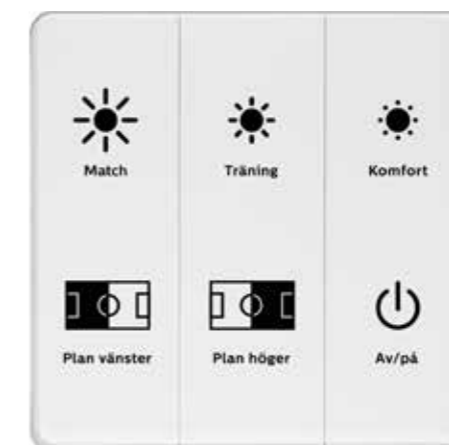 Match
Träning
Komfort
Plan vänster
Plan höger
Av/på